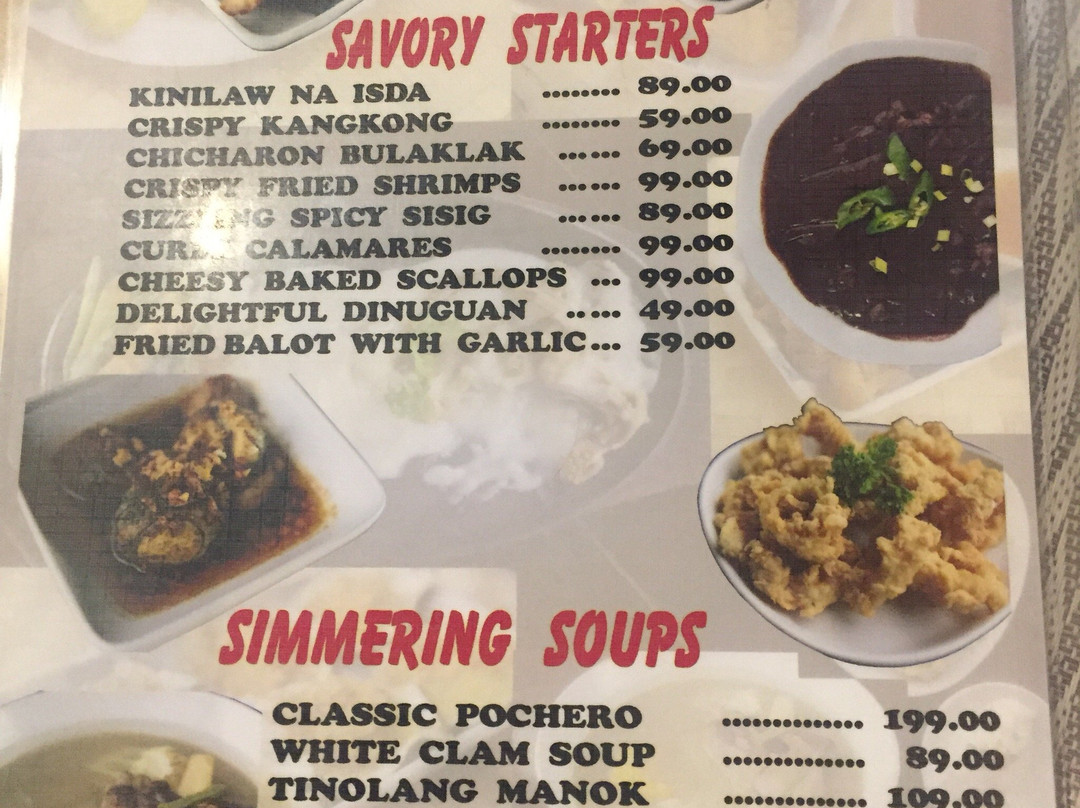 SAVORY STARTERS
KINILAW NA ISDA ........ 89.00
CRISPY KANGKONG ........ 59.00
CHICHARON BULAKLAK ...... 69.00
CRISPY FRIED SHRIMPS ...... 99.00
SIZZLING SPICY SISIG ...... 89.00
CALAMARES ........ 99.00
CHEESY BAKED SCALLOPS ... 99.00
DELIGHTFUL DINUGUAN ..... 49.00
FRIED BALOT WITH GARLIC... 59.00
SIMMERING SOUPS
CLASSIC POCHERO .............. 199.00
WHITE CLAM SOUP .............. 89.00
TINOLANG MANOK .............. 109.00